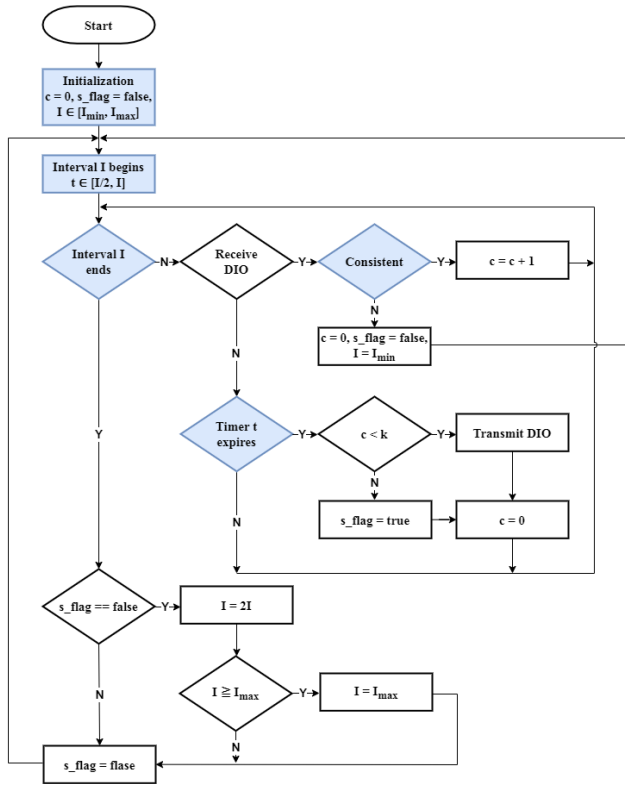 Start
Initialization
c = 0, s_flag = false,
I ∈ [Imin, Imax]
Interval I begins
t ∈ [I/2, I]
Interval I
ends
N
Receive
DIO
Y
Consistent
Y
c = c + 1
N
c = 0, s_flag = false,
I = Imin
N
Y
Timer t
expires
Y
c < k
Y
Transmit DIO
N
N
s_flag = true
c = 0
s_flag == false
Y
I = 2I
N
I ≧ Imax
Y
I = Imax
N
s_flag = flase